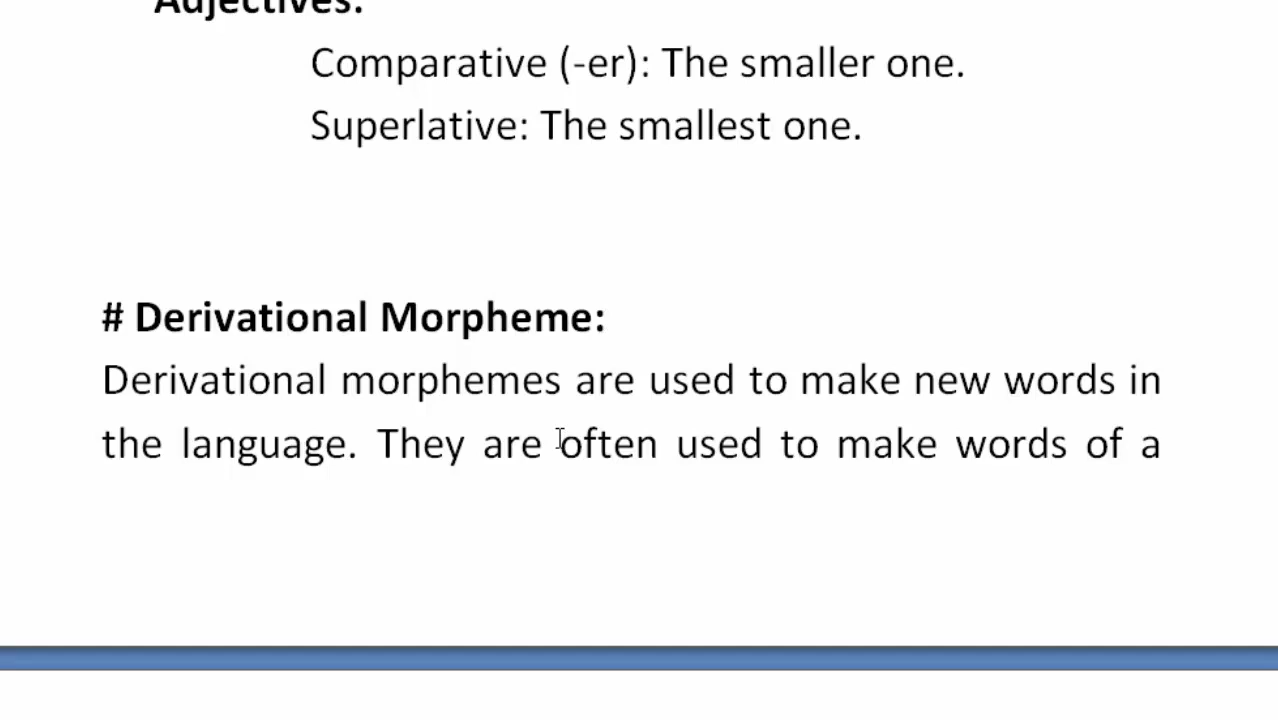 Adjectives:
Comparative (-er): The smaller one.
Superlative: The smallest one.
# Derivational Morpheme:
Derivational morphemes are used to make new words in
the language. They are often used to make words of a